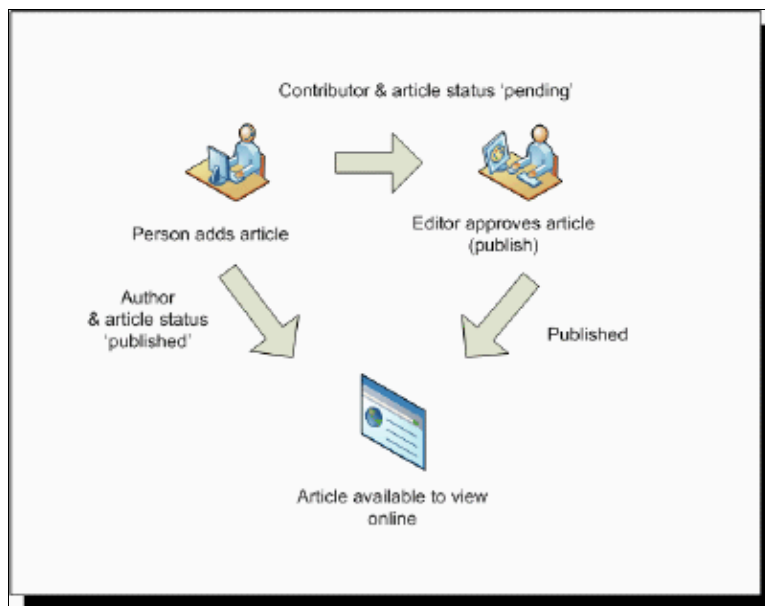 Contributor & article status 'pending'
Person adds article
Editor approves article
(publish)
Author
& article status
'published'
Published
Article available to view
online